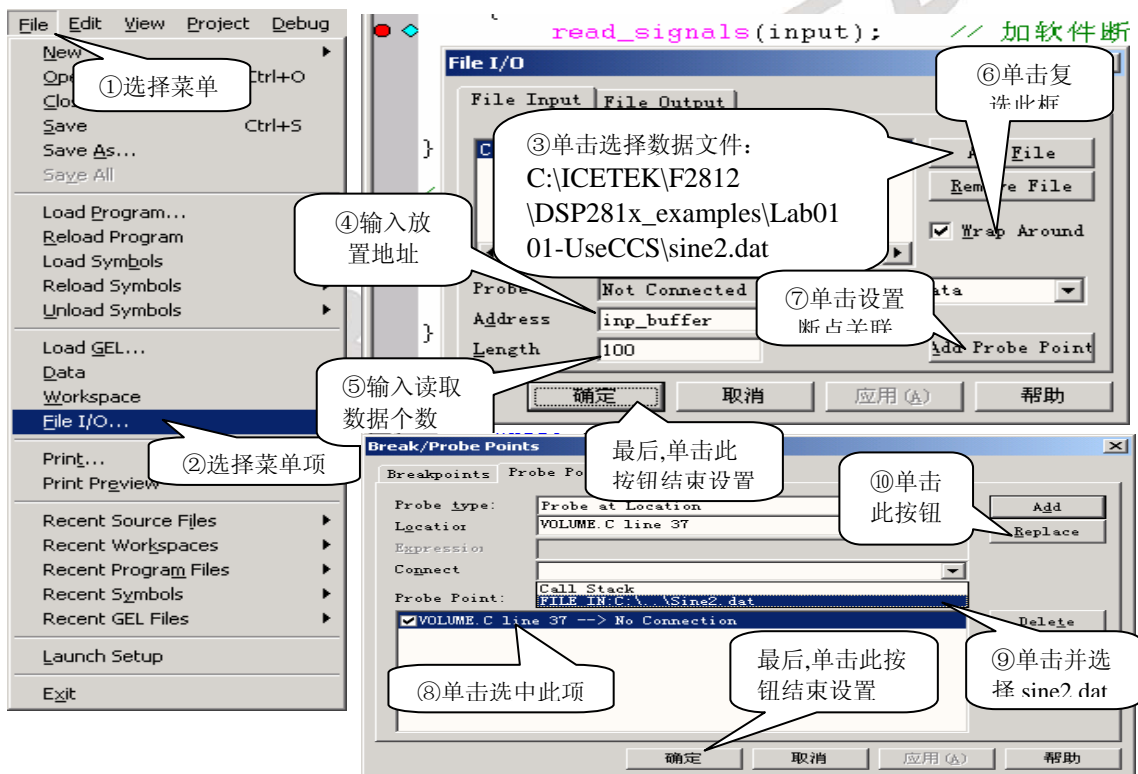 File Edit View Project Debug
New
Ctrl+O
①选择菜单
Save Ctrl+S
Save As...
Save All
Load Program...
Reload Program
Load Symbols
Reload Symbols
Unload Symbols
Load GEL...
Data
Workspace
File I/O...
②选择菜单项
Print...
Print Preview
Recent Source Files
Recent Workspaces
Recent Program Files
Recent Symbols
Recent GEL Files
Launch Setup
Exit
{
read_signals(input); // 加软件断
File I/O
⑥单击复
选此框
File Input File Output
}
③单击选择数据文件:
C:\ICETEK\F2812
\DSP281x_examples\Lab01
01-UseCCS\sine2.dat
File
Remove File
④输入放
置地址
Wrap Around
Probe Not Connected
⑦单击设置
断点关联
Address inp_buffer
}
Length 100
Add Probe Point
⑤输入读取
数据个数
确定 取消 应用(A) 帮助
最后,单击此
按钮结束设置
Break/Probe Points
Breakpoints Probe Po
⑩单击
此按钮
Probe type: Probe at Location
Add
Locatior VOLUME.C line 37
Replace
Expressior
Connect
Call Stack
Probe Point: FILE IN:C:\...\Sine2.dat
VOLUME.C line 37 --> No Connection
Delete
⑧单击选中此项
最后,单击此按
钮结束设置
⑨单击并选
择 sine2.dat
确定 取消 应用(A) 帮助